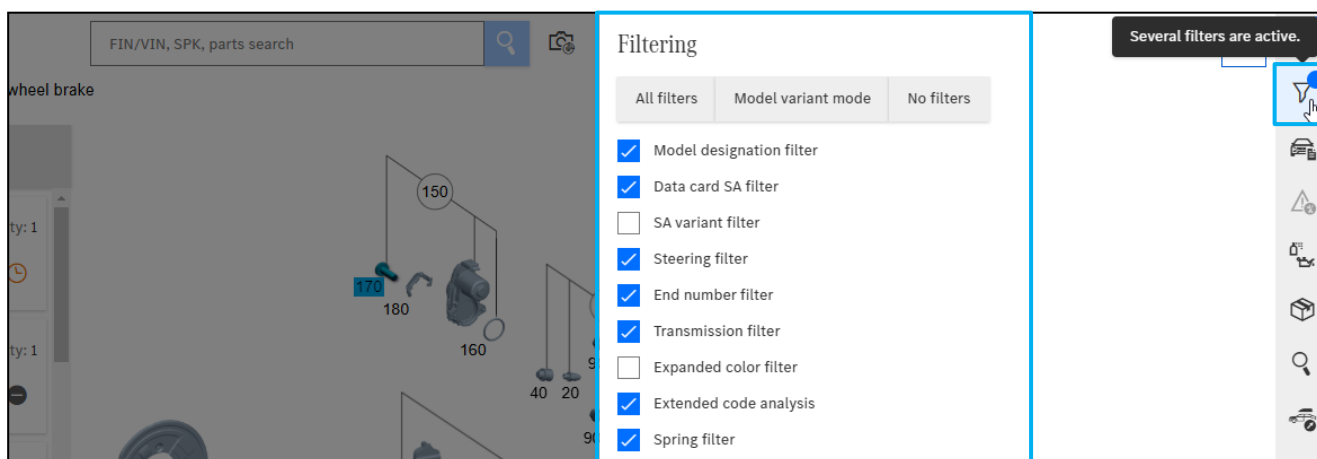 FIN/VIN, SPK, parts search
wheel brake
ty: 1
ty: 1
150
170
180
160
40 20
Filtering
All filters Model variant mode No filters
Model designation filter
Data card SA filter
SA variant filter
Steering filter
End number filter
Transmission filter
Expanded color filter
Extended code analysis
Spring filter
Several filters are active.